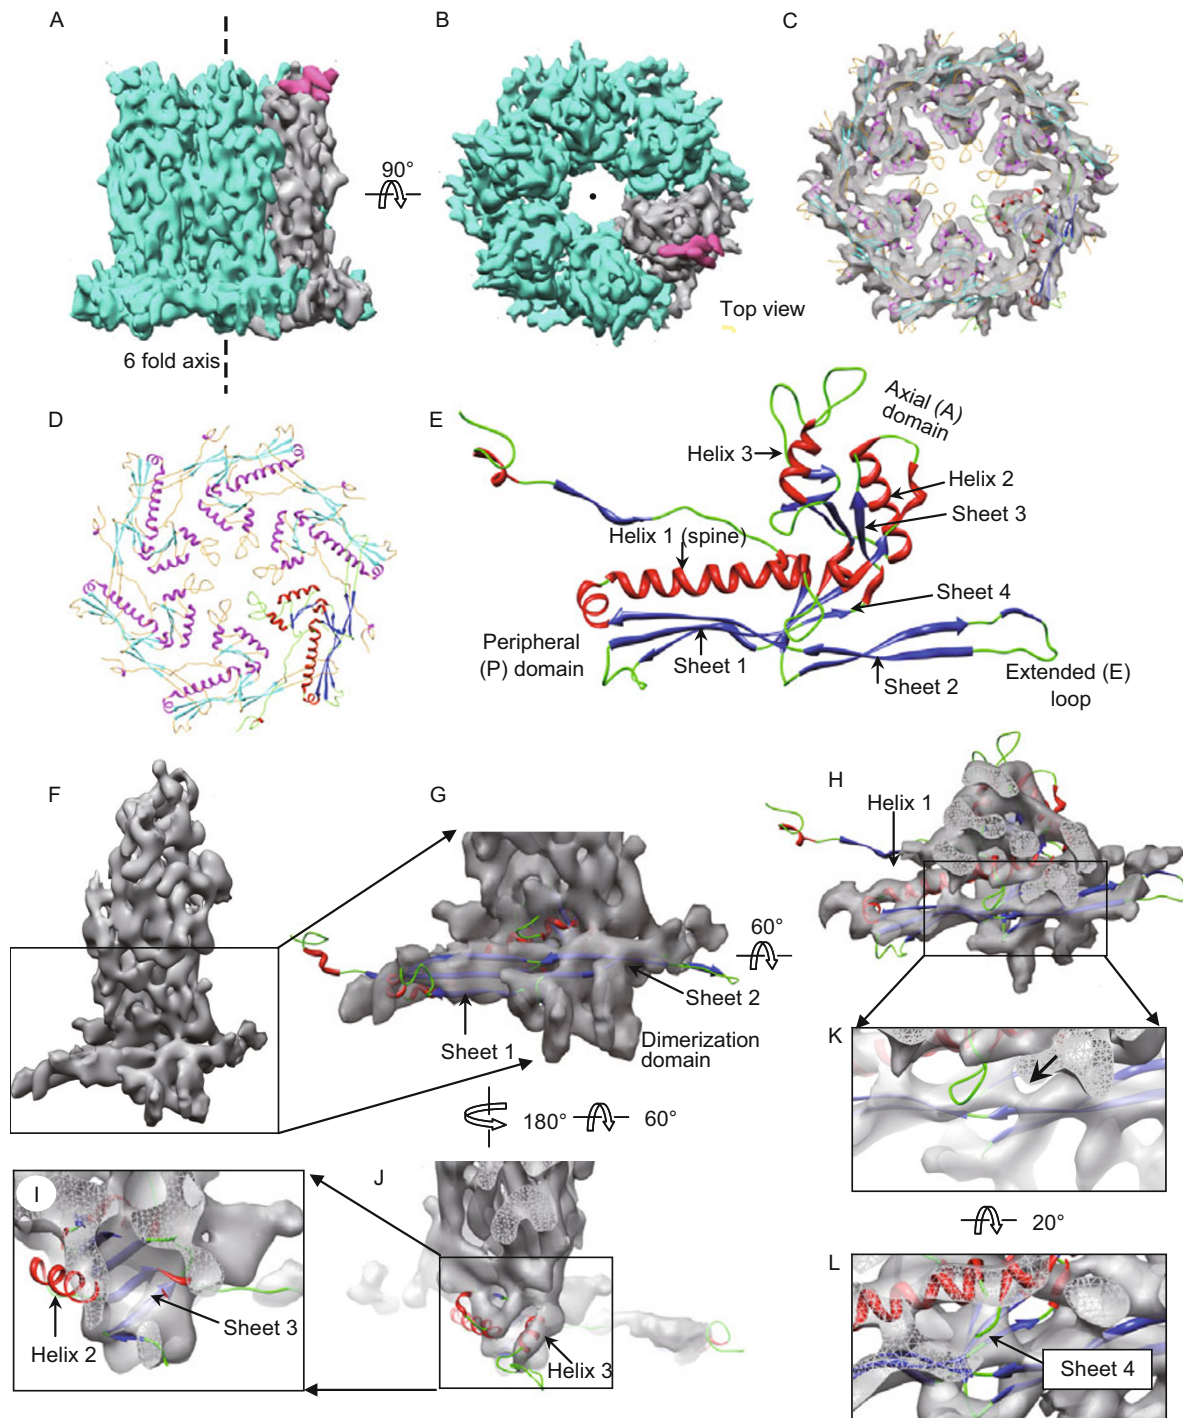 A
B
C
90°
Top view
6 fold axis
D
E
Axial (A)
domain
Helix 3
Helix 2
Sheet 3
Helix 1 (spine)
Sheet 4
Peripheral
(P) domain
Sheet 1
Sheet 2
Extended (E)
loop
F
G
H
Helix 1
60°
Sheet 2
Sheet 1
Dimerization
domain
K
180°
60°
I
J
20°
L
Sheet 3
Helix 2
Helix 3
Sheet 4